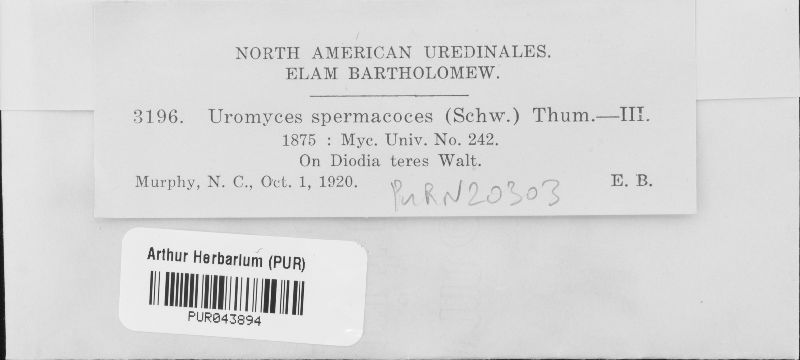 NORTH AMERICAN UREDINALES.
ELAM BARTHOLOMEW.
3196. Uromyces spermacoces (Schw.) Thum.—III.
1875 : Myc. Univ. No. 242.
On Diodia teres Walt.
Murphy, N. C., Oct. 1, 1920. E. B.
PURN20303
Arthur Herbarium (PUR)
PUR043894